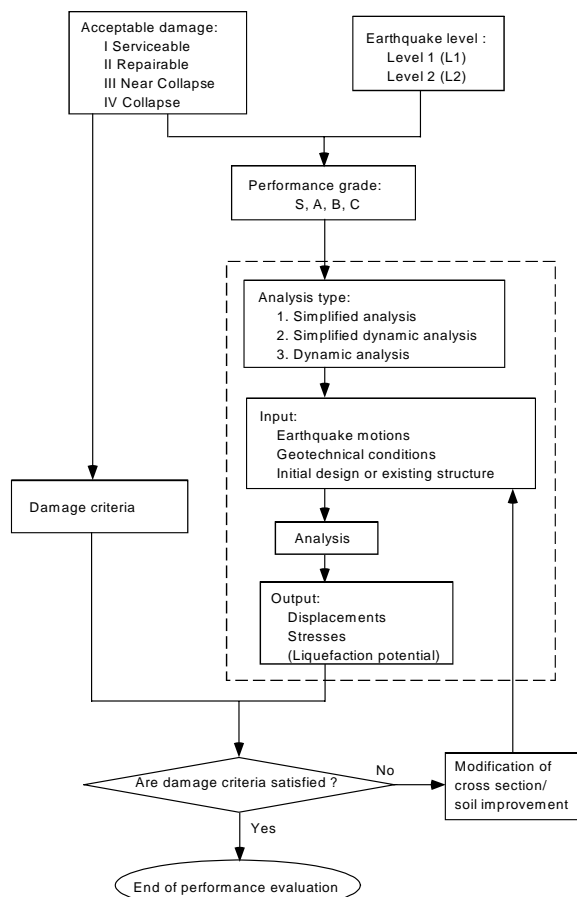 Acceptable damage:
I Serviceable
II Repairable
III Near Collapse
IV Collapse
Earthquake level :
Level 1 (L1)
Level 2 (L2)
Performance grade:
S, A, B, C
Analysis type:
1. Simplified analysis
2. Simplified dynamic analysis
3. Dynamic analysis
Input:
Earthquake motions
Geotechnical conditions
Initial design or existing structure
Damage criteria
Analysis
Output:
Displacements
Stresses
(Liquefaction potential)
Are damage criteria satisfied ?
No
Modification of
cross section/
soil improvement
Yes
End of performance evaluation